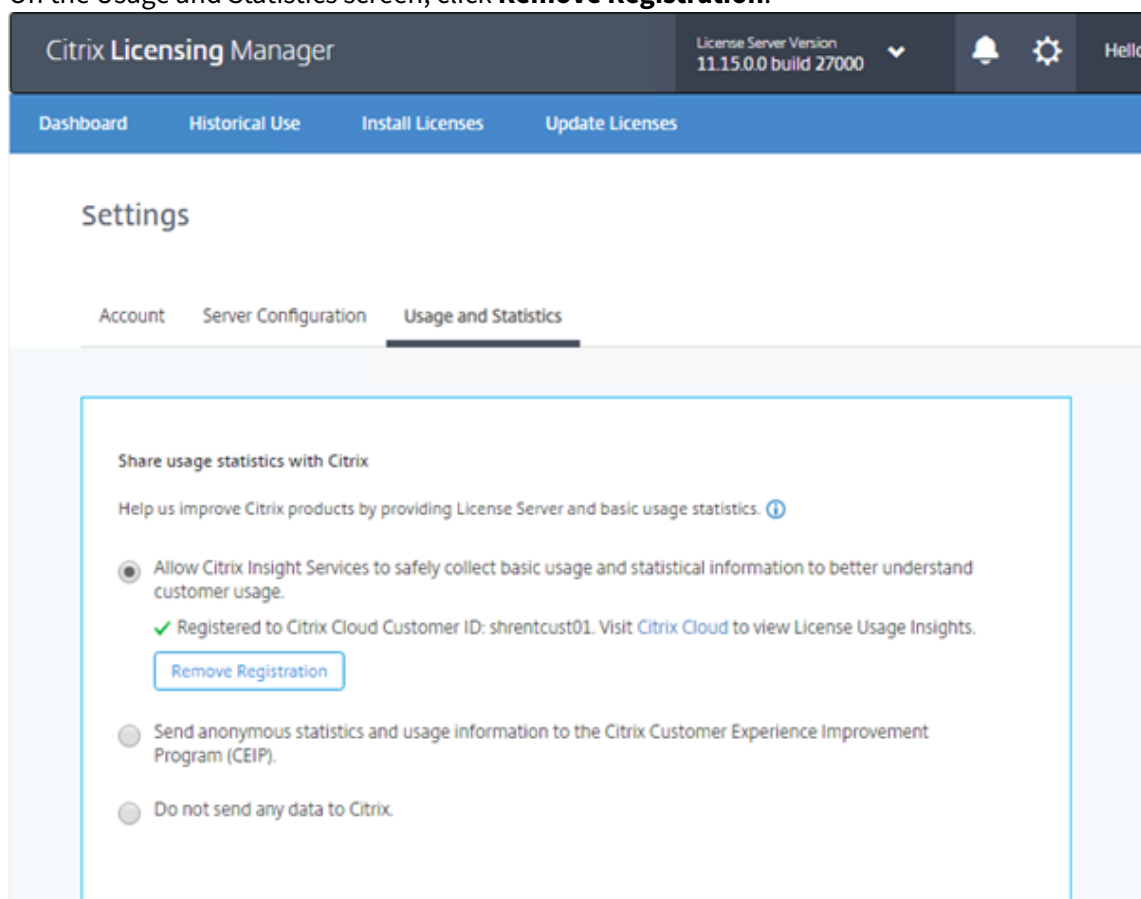 On the Usage and Statistics screen, click Remove Registration.
Citrix Licensing Manager
License Server Version
11.15.0.0 build 27000
Hello
Dashboard Historical Use Install Licenses Update Licenses
Settings
Account Server Configuration Usage and Statistics
Share usage statistics with Citrix
Help us improve Citrix products by providing License Server and basic usage statistics.
Allow Citrix Insight Services to safely collect basic usage and statistical information to better understand
customer usage.
Registered to Citrix Cloud Customer ID: shrentcust01. Visit Citrix Cloud to view License Usage Insights.
Remove Registration
Send anonymous statistics and usage information to the Citrix Customer Experience Improvement
Program (CEIP).
Do not send any data to Citrix.